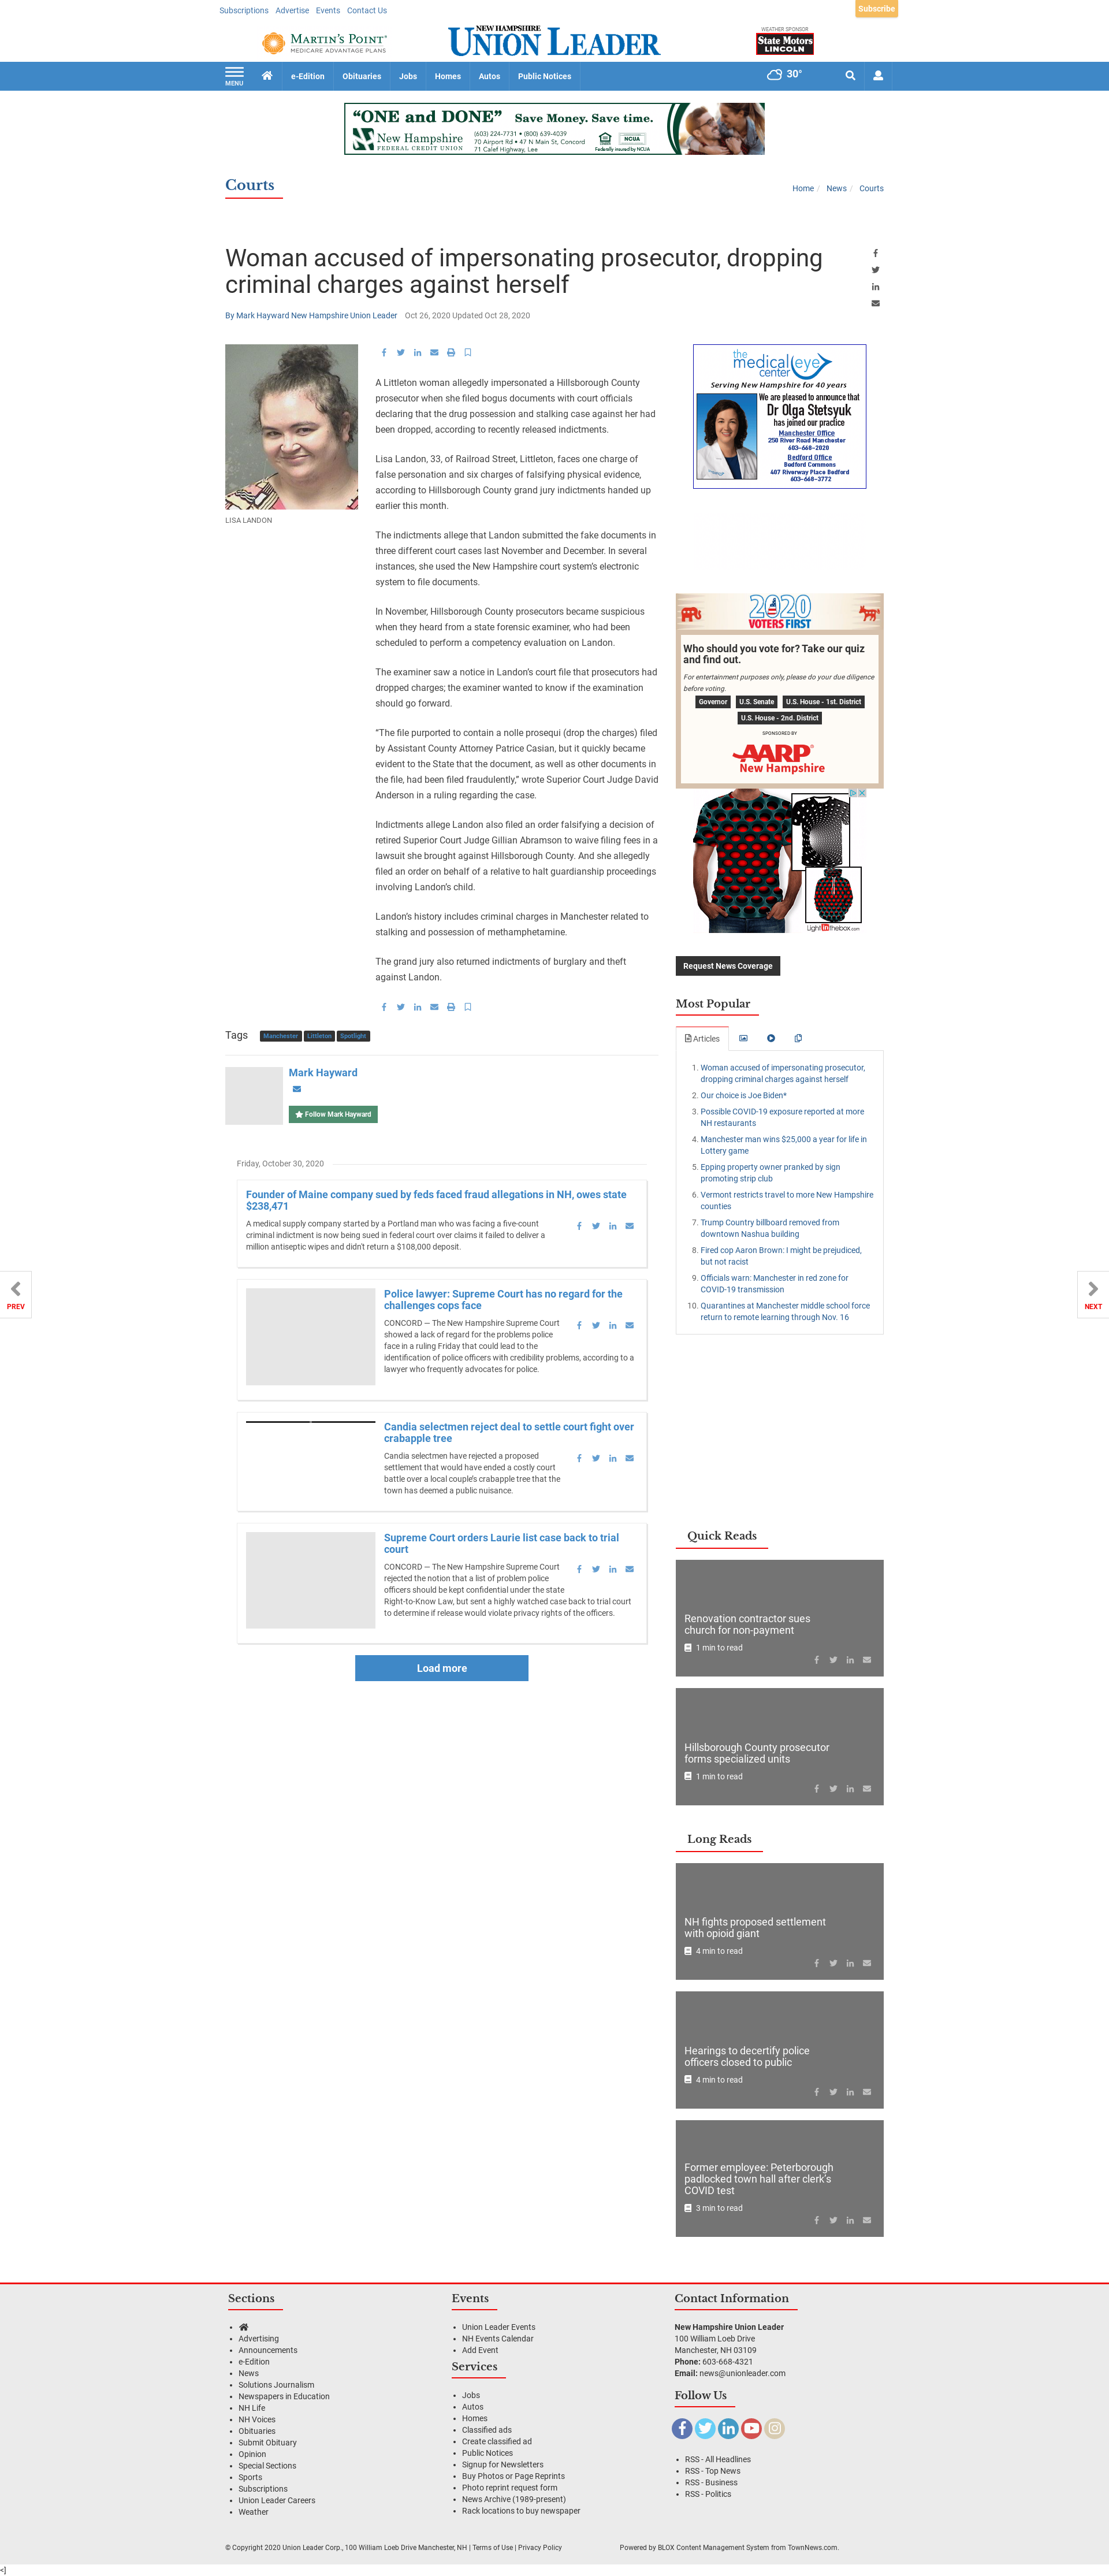 Subscriptions Advertise Events Contact Us
Subscribe
MARTIN'S POINT®
MEDICARE ADVANTAGE PLANS
NEW HAMPSHIRE
UNION LEADER
WEATHER SPONSOR
State Motors
LINCOLN
MENU
e-Edition Obituaries Jobs Homes Autos Public Notices
30°
"ONE and DONE" Save Money. Save time.
New Hampshire
FEDERAL CREDIT UNION
(603) 224-7731 • (800) 639-4039
70 Airport Rd • 47 N Main St, Concord
71 Calef Highway, Lee
NCUA
Federally insured by NCUA
Courts
Home / News / Courts
Woman accused of impersonating prosecutor, dropping
criminal charges against herself
By Mark Hayward New Hampshire Union Leader Oct 26, 2020 Updated Oct 28, 2020
LISA LANDON
A Littleton woman allegedly impersonated a Hillsborough County
prosecutor when she filed bogus documents with court officials
declaring that the drug possession and stalking case against her had
been dropped, according to recently released indictments.
Lisa Landon, 33, of Railroad Street, Littleton, faces one charge of
false personation and six charges of falsifying physical evidence,
according to Hillsborough County grand jury indictments handed up
earlier this month.
The indictments allege that Landon submitted the fake documents in
three different court cases last November and December. In several
instances, she used the New Hampshire court system's electronic
system to file documents.
In November, Hillsborough County prosecutors became suspicious
when they heard from a state forensic examiner, who had been
scheduled to perform a competency evaluation on Landon.
The examiner saw a notice in Landon's court file that prosecutors had
dropped charges; the examiner wanted to know if the examination
should go forward.
"The file purported to contain a nolle prosequi (drop the charges) filed
by Assistant County Attorney Patrice Casian, but it quickly became
evident to the State that the document, as well as other documents in
the file, had been filed fraudulently," wrote Superior Court Judge David
Anderson in a ruling regarding the case.
Indictments allege Landon also filed an order falsifying a decision of
retired Superior Court Judge Gillian Abramson to waive filing fees in a
lawsuit she brought against Hillsborough County. And she allegedly
filed an order on behalf of a relative to halt guardianship proceedings
involving Landon's child.
Landon's history includes criminal charges in Manchester related to
stalking and possession of methamphetamine.
The grand jury also returned indictments of burglary and theft
against Landon.
Tags Manchester Littleton Spotlight
Mark Hayward
Follow Mark Hayward
Friday, October 30, 2020
Founder of Maine company sued by feds faced fraud allegations in NH, owes state
$238,471
A medical supply company started by a Portland man who was facing a five-count
criminal indictment is now being sued in federal court over claims it failed to deliver a
million antiseptic wipes and didn't return a $108,000 deposit.
Police lawyer: Supreme Court has no regard for the
challenges cops face
CONCORD — The New Hampshire Supreme Court
showed a lack of regard for the problems police
face in a ruling Friday that could lead to the
identification of police officers with credibility problems, according to a
lawyer who frequently advocates for police.
Candia selectmen reject deal to settle court fight over
crabapple tree
Candia selectmen have rejected a proposed
settlement that would have ended a costly court
battle over a local couple's crabapple tree that the
town has deemed a public nuisance.
Supreme Court orders Laurie list case back to trial
court
CONCORD — The New Hampshire Supreme Court
rejected the notion that a list of problem police
officers should be kept confidential under the state
Right-to-Know Law, but sent a highly watched case back to trial court
to determine if release would violate privacy rights of the officers.
Load more
PREV
NEXT
the
medical eye
center
Serving New Hampshire for 40 years
We are pleased to announce that
Dr Olga Stetsyuk
has joined our practice
Manchester Office
250 River Road Manchester
603-668-2020
Bedford Office
Bedford Commons
407 Riverway Place Bedford
603-668-3772
2020
VOTERS FIRST
Who should you vote for? Take our quiz
and find out.
For entertainment purposes only, please do your due diligence
before voting.
Governor U.S. Senate U.S. House - 1st. District
U.S. House - 2nd. District
SPONSORED BY
AARP
New Hampshire
Lightinthebox.com
Request News Coverage
Most Popular
Articles
1. Woman accused of impersonating prosecutor,
dropping criminal charges against herself
2. Our choice is Joe Biden*
3. Possible COVID-19 exposure reported at more
NH restaurants
4. Manchester man wins $25,000 a year for life in
Lottery game
5. Epping property owner pranked by sign
promoting strip club
6. Vermont restricts travel to more New Hampshire
counties
7. Trump Country billboard removed from
downtown Nashua building
8. Fired cop Aaron Brown: I might be prejudiced,
but not racist
9. Officials warn: Manchester in red zone for
COVID-19 transmission
10. Quarantines at Manchester middle school force
return to remote learning through Nov. 16
Quick Reads
Renovation contractor sues
church for non-payment
1 min to read
Hillsborough County prosecutor
forms specialized units
1 min to read
Long Reads
NH fights proposed settlement
with opioid giant
4 min to read
Hearings to decertify police
officers closed to public
4 min to read
Former employee: Peterborough
padlocked town hall after clerk's
COVID test
3 min to read
Sections
Advertising
Announcements
e-Edition
News
Solutions Journalism
Newspapers in Education
NH Life
NH Voices
Obituaries
Submit Obituary
Opinion
Special Sections
Sports
Subscriptions
Union Leader Careers
Weather
Events
Union Leader Events
NH Events Calendar
Add Event
Services
Jobs
Autos
Homes
Classified ads
Create classified ad
Public Notices
Signup for Newsletters
Buy Photos or Page Reprints
Photo reprint request form
News Archive (1989-present)
Rack locations to buy newspaper
Contact Information
New Hampshire Union Leader
100 William Loeb Drive
Manchester, NH 03109
Phone: 603-668-4321
Email: news@unionleader.com
Follow Us
RSS - All Headlines
RSS - Top News
RSS - Business
RSS - Politics
© Copyright 2020 Union Leader Corp., 100 William Loeb Drive Manchester, NH | Terms of Use | Privacy Policy
Powered by BLOX Content Management System from TownNews.com.
<]